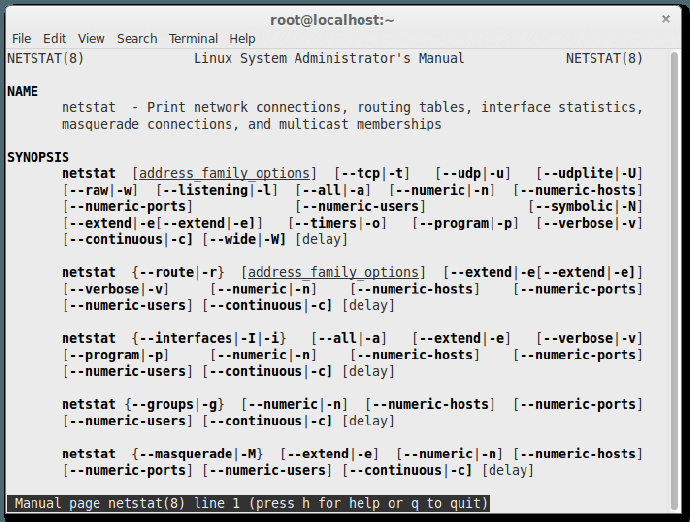 root@localhost:~
×
File Edit View Search Terminal Help
NETSTAT(8) Linux System Administrator's Manual NETSTAT(8)
NAME
netstat - Print network connections, routing tables, interface statistics,
masquerade connections, and multicast memberships
SYNOPSIS
netstat [address_family_options] [--tcp|-t] [--udp|-u] [--udplite|-U]
[--raw|-w] [--listening|-l] [--all|-a] [--numeric|-n] [--numeric-hosts]
[--numeric-ports] [--numeric-users] [--symbolic|-N]
[--extend|-e[--extend|-e]] [--timers|-o] [--program|-p] [--verbose|-v]
[--continuous|-c] [--wide|-W] [delay]
netstat {--route|-r} [address_family_options] [--extend|-e[--extend|-e]]
[--verbose|-v] [--numeric|-n] [--numeric-hosts] [--numeric-ports]
[--numeric-users] [--continuous|-c] [delay]
netstat {--interfaces|-I|-i} [--all|-a] [--extend|-e] [--verbose|-v]
[--program|-p] [--numeric|-n] [--numeric-hosts] [--numeric-ports]
[--numeric-users] [--continuous|-c] [delay]
netstat {--groups|-g} [--numeric|-n] [--numeric-hosts] [--numeric-ports]
[--numeric-users] [--continuous|-c] [delay]
netstat {--masquerade|-M} [--extend|-e] [--numeric|-n] [--numeric-hosts]
[--numeric-ports] [--numeric-users] [--continuous|-c] [delay]
Manual page netstat(8) line 1 (press h for help or q to quit)